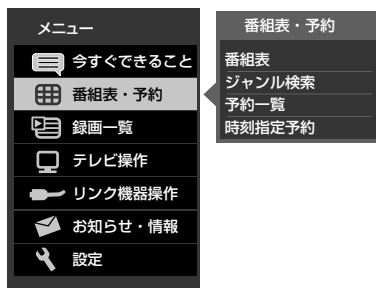 メニュー
今すぐできること
番組表・予約
録画一覧
テレビ操作
リンク機器操作
お知らせ・情報
設定
番組表・予約
番組表
ジャンル検索
予約一覧
時刻指定予約